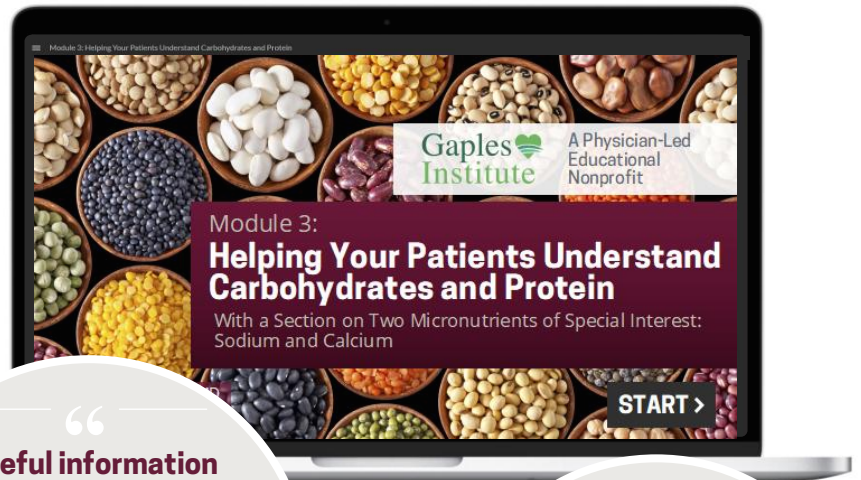 Module 3: Helping Your Patients Understand Carbohydrates and Protein
Gaples
Institute
A Physician-Led
Educational
Nonprofit
Module 3:
Helping Your Patients Understand
Carbohydrates and Protein
With a Section on Two Micronutrients of Special Interest:
Sodium and Calcium
START >
“
eful information